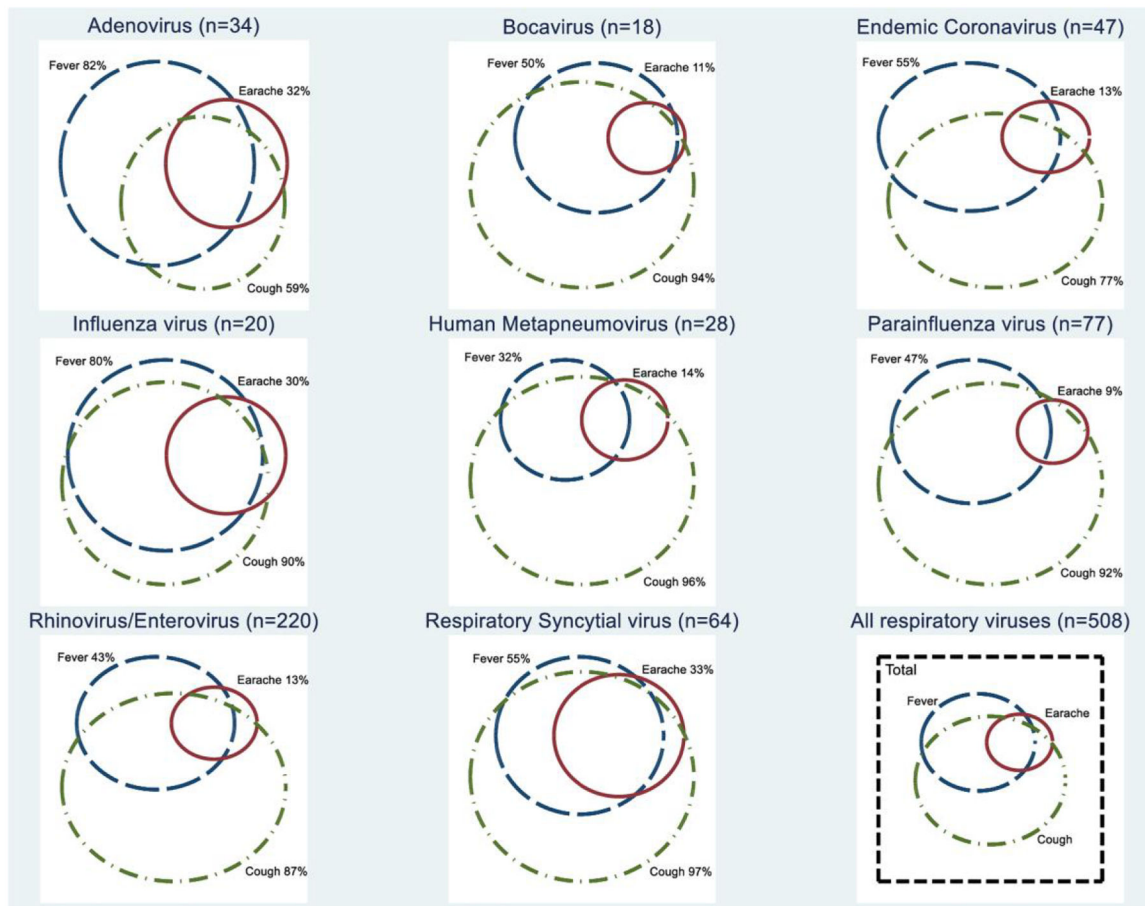 Adenovirus (n=34)
Fever 82%
Earache 32%
Cough 59%
Bocavirus (n=18)
Fever 50%
Earache 11%
Cough 94%
Endemic Coronavirus (n=47)
Fever 55%
Earache 13%
Cough 77%
Influenza virus (n=20)
Fever 80%
Earache 30%
Cough 90%
Human Metapneumovirus (n=28)
Fever 32%
Earache 14%
Cough 96%
Parainfluenza virus (n=77)
Fever 47%
Earache 9%
Cough 92%
Rhinovirus/Enterovirus (n=220)
Fever 43%
Earache 13%
Cough 87%
Respiratory Syncytial virus (n=64)
Fever 55%
Earache 33%
Cough 97%
All respiratory viruses (n=508)
Total
Fever
Earache
Cough